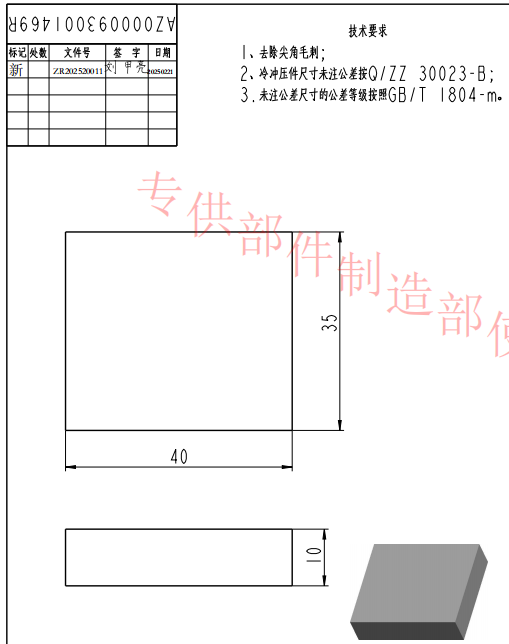 AZ000093001469R
标记 处数 文件号 签 字 日期
新 ZR202520011 刘甲亮 20250221
技术要求
1、去除尖角毛刺;
2、冷冲压件尺寸未注公差按Q/ZZ 30023-B;
3.未注公差尺寸的公差等级按照GB/T 1804-m。
专供部件制造部使
35
40
10